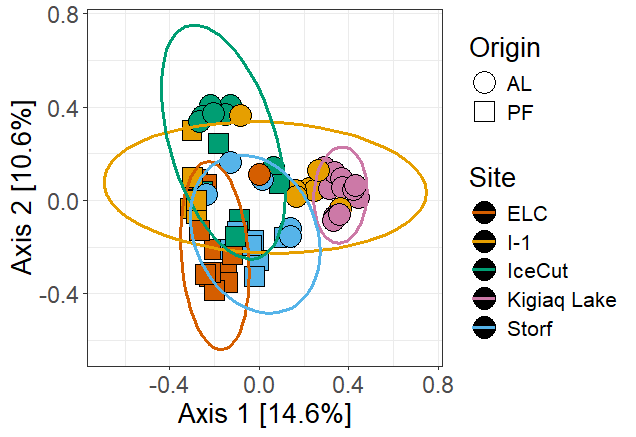 0.8
0.4
0.0
-0.4
Axis 2 [10.6%]
-0.4
0.0
0.4
0.8
Axis 1 [14.6%]
Origin
AL
PF
Site
ELC
I-1
IceCut
Kigiaq Lake
Storf